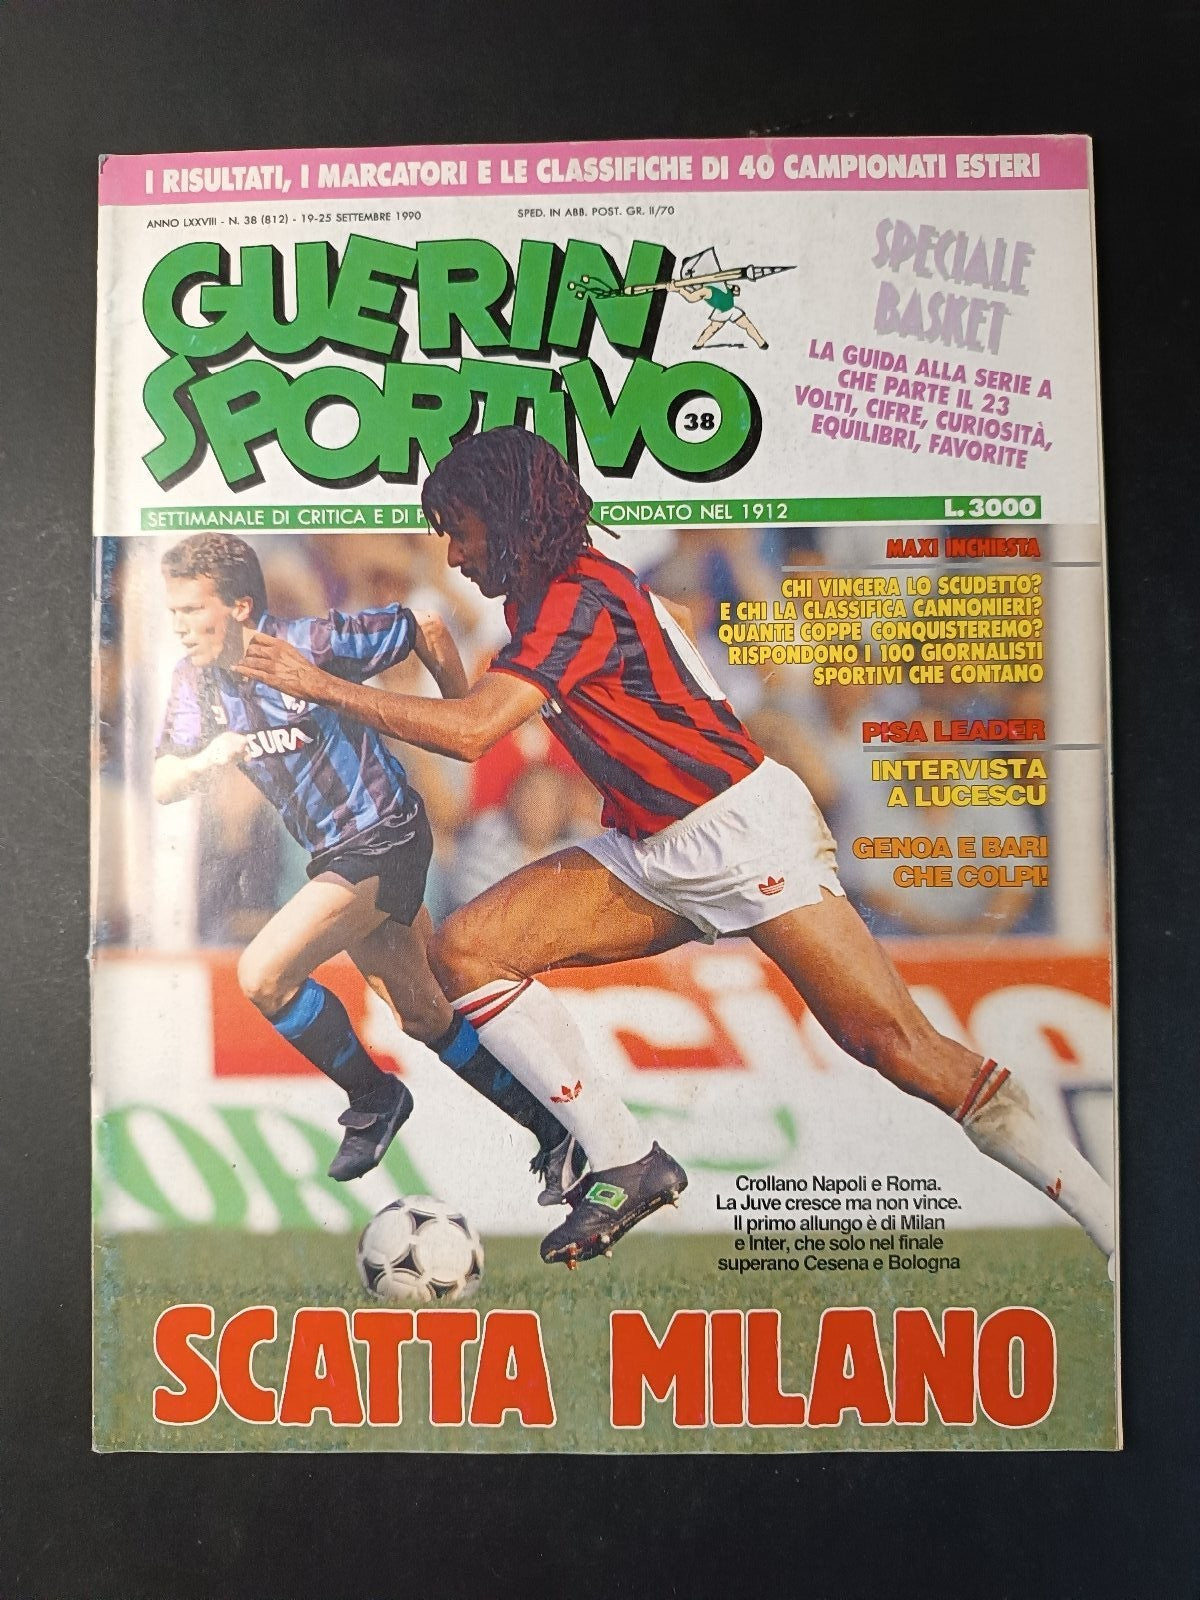 I RISULTATI, I MARCATORI E LE CLASSIFICHE DI 40 CAMPIONATI ESTERI
ANNO LXXVIII - N. 38 (812) - 19-25 SETTEMBRE 1990
SPED. IN ABB. POST. GR. II/70
GUERIN
SPORTIVO
38
SPECIALE
BASKET
LA GUIDA ALLA SERIE A
CHE PARTE IL 23
VOLTI, CIFRE, CURIOSITÀ,
EQUILIBRI, FAVORITE
SETTIMANALE DI CRITICA E DI P
FONDATO NEL 1912
L. 3000
MAXI INCHIESTA
CHI VINCERA LO SCUDETTO?
E CHI LA CLASSIFICA CANNONIERI?
QUANTE COPPE CONQUISTEREMO?
RISPONDONO I 100 GIORNALISTI
SPORTIVI CHE CONTANO
PISA LEADER
INTERVISTA
A LUCESCU
GENOA E BARI
CHE COLPI!
SURA
ORI
Crollano Napoli e Roma.
La Juve cresce ma non vince.
Il primo allungo è di Milan
e Inter, che solo nel finale
superano Cesena e Bologna
SCATTA MILANO